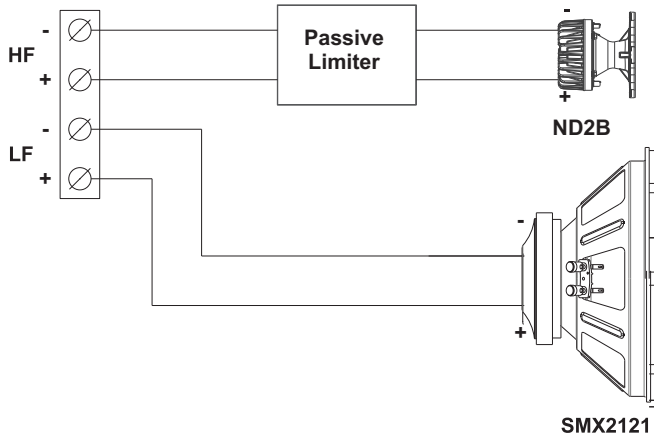 -
HF
+
-
LF
+
Passive
Limiter
-
+
ND2B
-
+
SMX2121